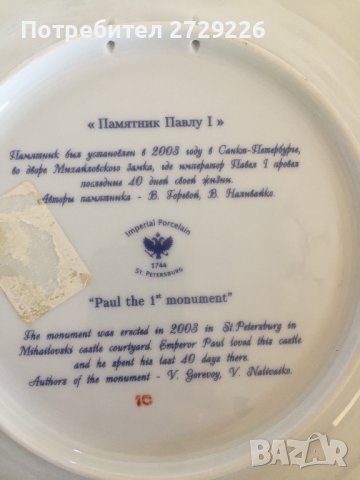 Потребител 2729226
« Памятник Павлу I »
Памятник был установлен в 2003 году в Санкт-Петербурге,
во дворе Михайловского замка, где император Павел I провел
последние 40 дней своей жизни.
Авторы памятника - В. Горевой, В. Наливайко.
Imperial Porcelain
1744
ST. PETERSBURG
"Paul the 1st monument"
The monument was erected in 2003 in St.Petersburg in
Mihailovski castle courtyard. Emperor Paul loved this castle
and he spent his last 40 days there.
Authors of the monument - V. Gorevoy, V. Nalivaiko.
1C
BAZAR